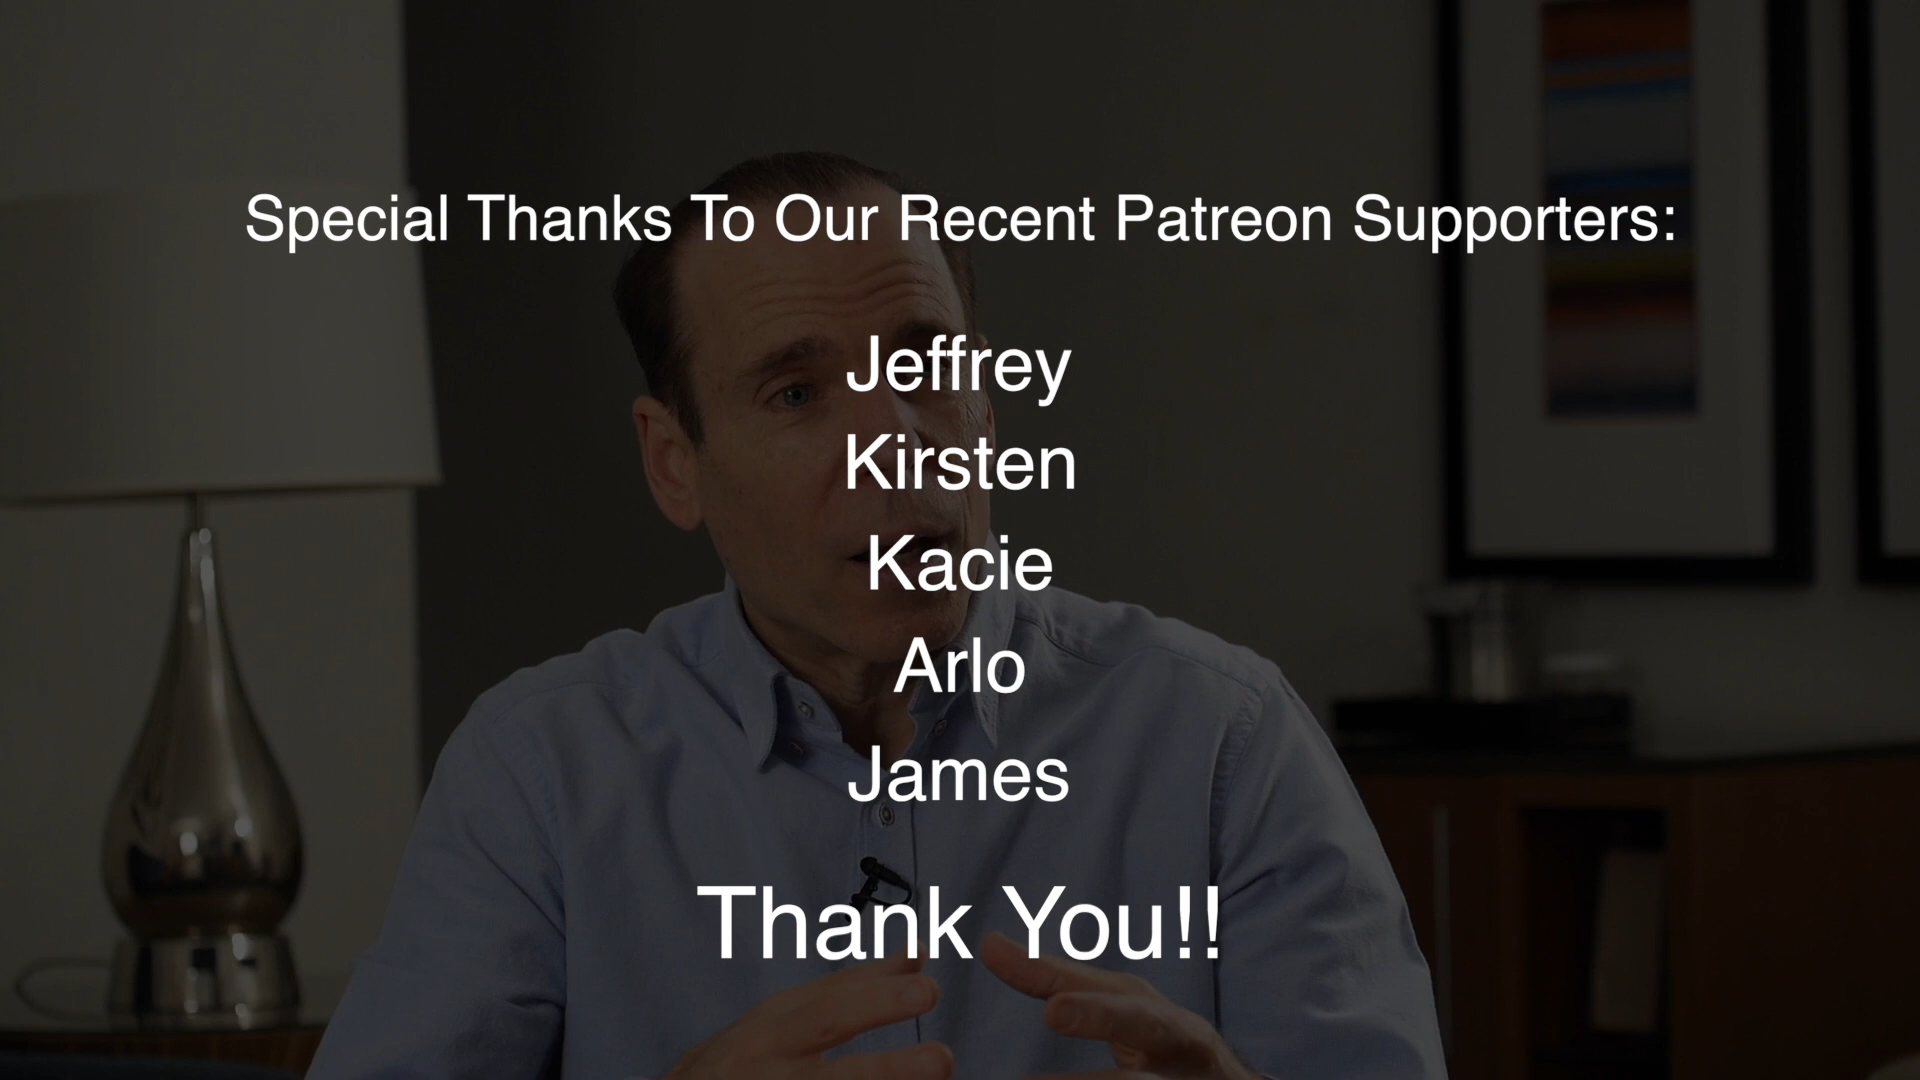 Special Thanks To Our Recent Patreon Supporters:
Jeffrey
Kirsten
Kacie
Arlo
James
Thank You!!